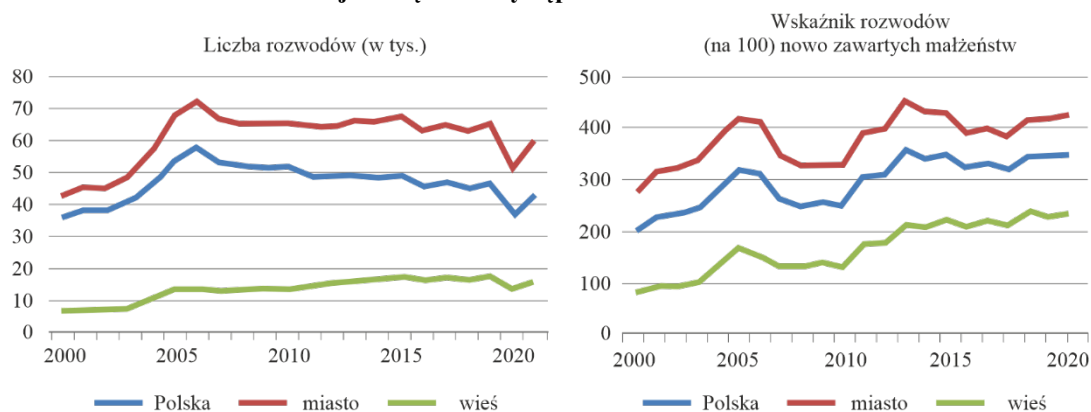 Liczba rozwodów (w tys.)
80
70
60
50
40
30
20
10
0
2000 2005 2010 2015 2020
Polska miasto wieś
Wskaźnik rozwodów
(na 100) nowo zawartych małżeństw
500
400
300
200
100
0
2000 2005 2010 2015 2020
Polska miasto wieś